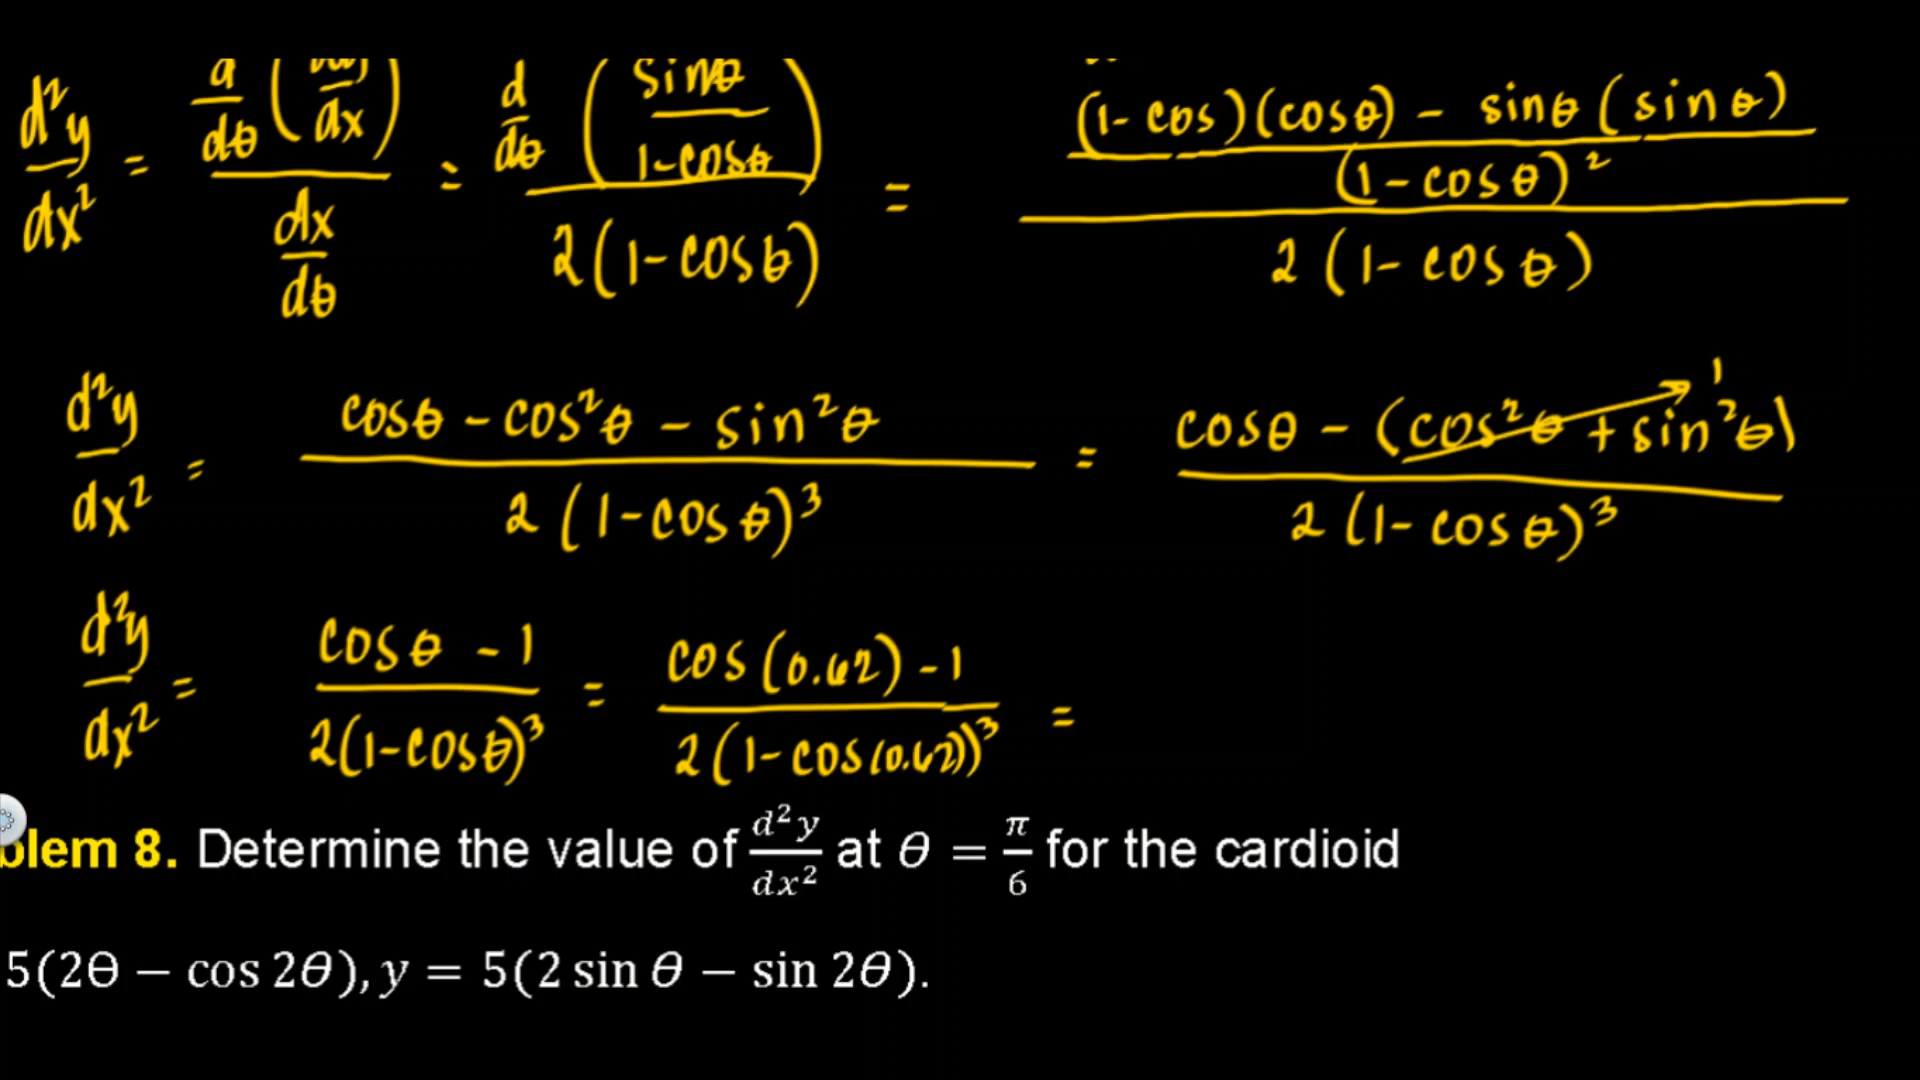 d²y/dx² = d/dθ (dy/dx) / dx/dθ = d/dθ (sinθ / 1-cosθ) / 2(1-cosθ) = (1-cos)(cosθ) - sinθ(sinθ) / (1-cosθ)² / 2(1-cosθ)
d²y/dx² = cosθ - cos²θ - sin²θ / 2(1-cosθ)³ = cosθ - (cos²θ + sin²θ) 1 / 2(1-cosθ)³
d²y/dx² = cosθ - 1 / 2(1-cosθ)³ = cos(0.62) - 1 / 2(1-cos(0.62))³ =
blem 8. Determine the value of d²y/dx² at θ = π/6 for the cardioid
5(2θ − cos 2θ), y = 5(2 sin θ − sin 2θ).